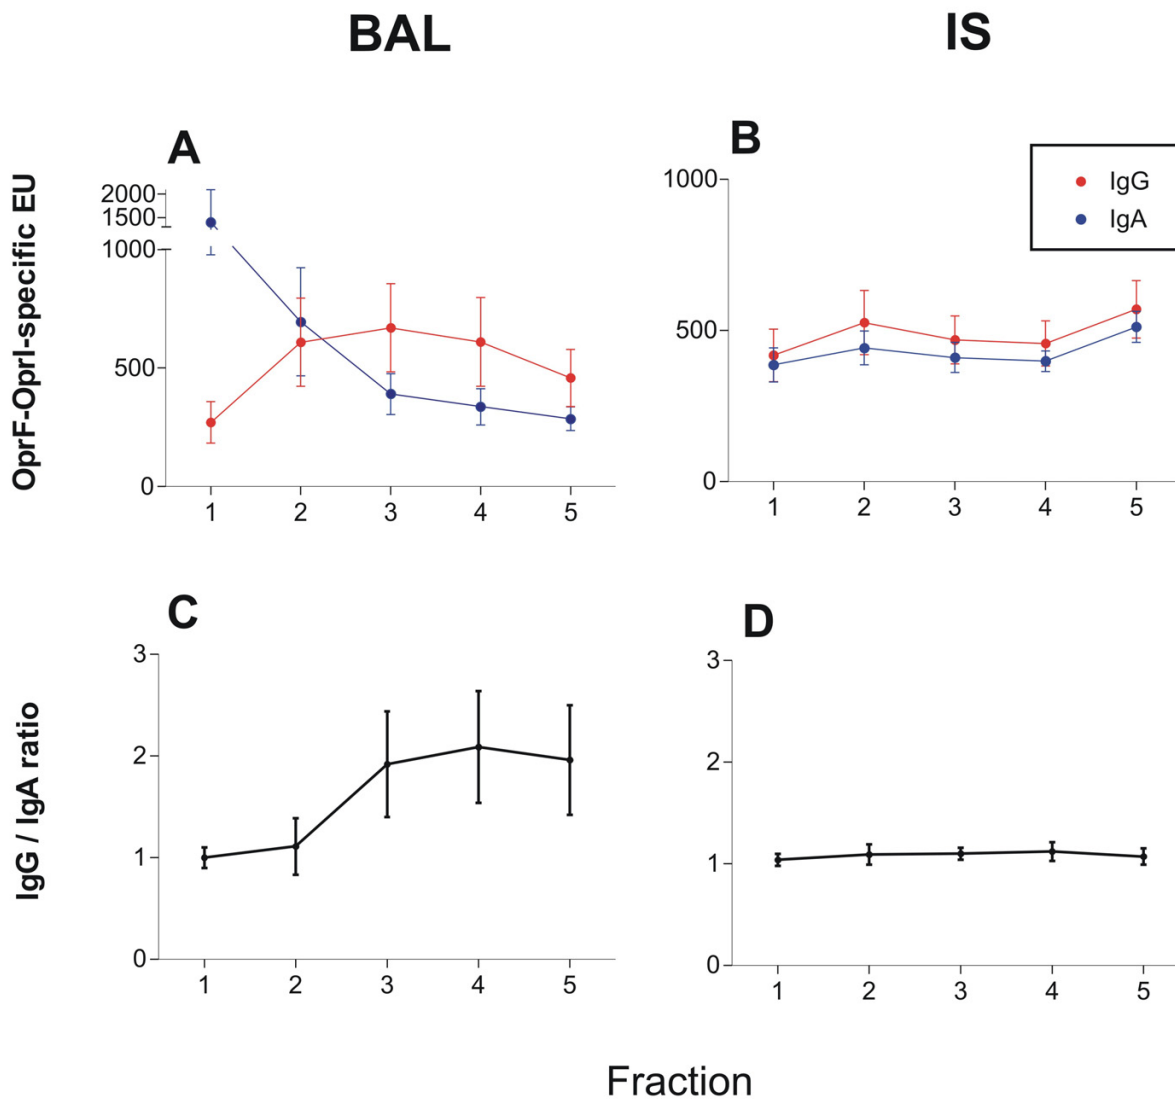 BAL
IS
A
B
OprF-OprI-specific EU
2000
1500
1000
500
0
1 2 3 4 5
1000
500
0
1 2 3 4 5
IgG
IgA
C
D
IgG / IgA ratio
3
2
1
0
1 2 3 4 5
3
2
1
0
1 2 3 4 5
Fraction